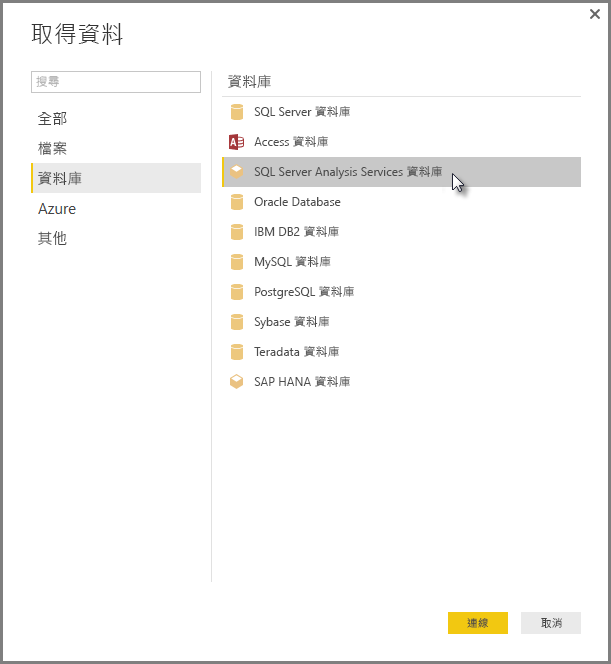 取得資料
搜尋
全部
檔案
資料庫
Azure
其他
資料庫
SQL Server 資料庫
Access 資料庫
SQL Server Analysis Services 資料庫
Oracle Database
IBM DB2 資料庫
MySQL 資料庫
PostgreSQL 資料庫
Sybase 資料庫
Teradata 資料庫
SAP HANA 資料庫
連線
取消